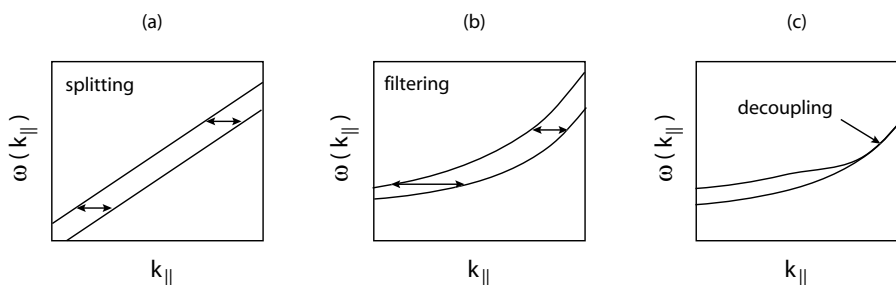 (a)
splitting
ω(k||)
k||
(b)
filtering
ω(k||)
k||
(c)
decoupling
ω(k||)
k||